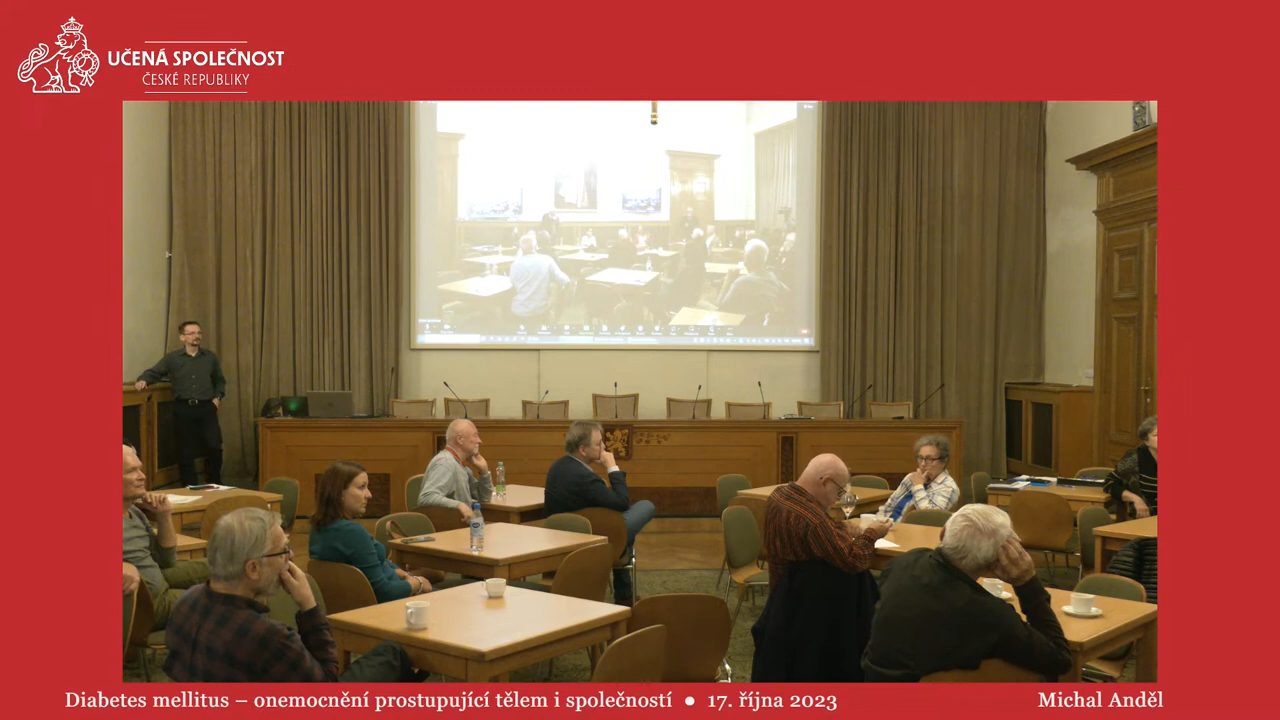 UČENÁ SPOLEČNOST
ČESKÉ REPUBLIKY
Diabetes mellitus – onemocnění prostupující tělem i společností ● 17. října 2023
Michal Anděl